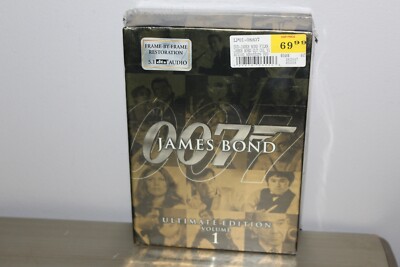 FRAME-BY-FRAME
RESTORATION
5.1 dts AUDIO
69
007
JAMES BOND
ULTIMATE EDITION
VOLUME
1